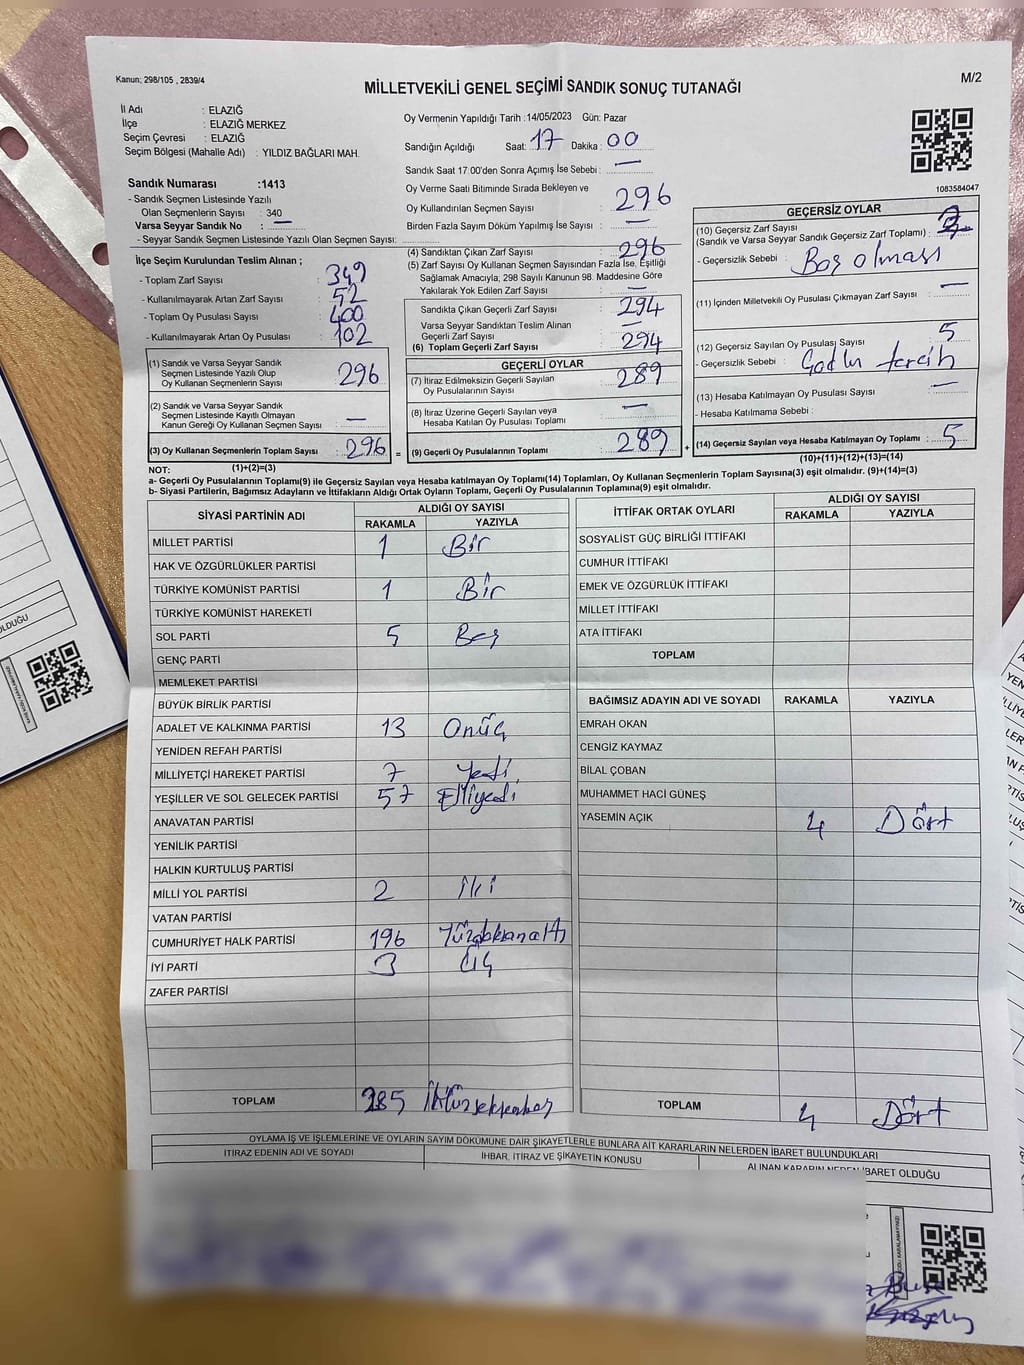 Kanun; 298/105 , 2839/4
M/2
MİLLETVEKİLİ GENEL SEÇİMİ SANDIK SONUÇ TUTANAĞI
İl Adı : ELAZIĞ
İlçe : ELAZIĞ MERKEZ
Seçim Çevresi : ELAZIĞ
Seçim Bölgesi (Mahalle Adı) : YILDIZ BAĞLARI MAH.
Sandık Numarası :1413
- Sandık Seçmen Listesinde Yazılı
Olan Seçmenlerin Sayısı : 340
Varsa Seyyar Sandık No : —
- Seyyar Sandık Seçmen Listesinde Yazılı Olan Seçmen Sayısı:
İlçe Seçim Kurulundan Teslim Alınan ;
- Toplam Zarf Sayısı : 349
- Kullanılmayarak Artan Zarf Sayısı : 52
- Toplam Oy Pusulası Sayısı : 400
- Kullanılmayarak Artan Oy Pusulası : 102
Oy Vermenin Yapıldığı Tarih :14/05/2023 Gün: Pazar
Sandığın Açıldığı Saat: 17 Dakika : 00
Sandık Saat 17.00'den Sonra Açımış İse Sebebi : —
Oy Verme Saati Bitiminde Sırada Bekleyen ve
Oy Kullandırılan Seçmen Sayısı : 296
Birden Fazla Sayım Döküm Yapılmış İse Sayısı : —
(4) Sandıktan Çıkan Zarf Sayısı : 296
(5) Zarf Sayısı Oy Kullanan Seçmen Sayısından Fazla İse, Eşitliği
Sağlamak Amacıyla; 298 Sayılı Kanunun 98. Maddesine Göre
Yakılarak Yok Edilen Zarf Sayısı : —
Sandıkta Çıkan Geçerli Zarf Sayısı : 294
Varsa Seyyar Sandıktan Teslim Alınan
Geçerli Zarf Sayısı : —
(6) Toplam Geçerli Zarf Sayısı : 294
1083584047
GEÇERSİZ OYLAR
(10) Geçersiz Zarf Sayısı
(Sandık ve Varsa Seyyar Sandık Geçersiz Zarf Toplamı) :
- Geçersizlik Sebebi : Boş olması
(11) İçinden Milletvekili Oy Pusulası Çıkmayan Zarf Sayısı : —
(12) Geçersiz Sayılan Oy Pusulası Sayısı : 5
- Geçersizlik Sebebi : tercih
(13) Hesaba Katılmayan Oy Pusulası Sayısı : —
- Hesaba Katılmama Sebebi :
(14) Geçersiz Sayılan veya Hesaba Katılmayan Oy Toplamı : 5
(10)+(11)+(12)+(13)=(14)
(1) Sandık ve Varsa Seyyar Sandık
Seçmen Listesinde Yazılı Olup
Oy Kullanan Seçmenlerin Sayısı : 296
(2) Sandık ve Varsa Seyyar Sandık
Seçmen Listesinde Kayıtlı Olmayan
Kanun Gereği Oy Kullanan Seçmen Sayısı : —
(3) Oy Kullanan Seçmenlerin Toplam Sayısı : 296
=
(1)+(2)=(3)
GEÇERLİ OYLAR
(7) İtiraz Edilmeksizin Geçerli Sayılan
Oy Pusulalarının Sayısı : 289
(8) İtiraz Üzerine Geçerli Sayılan veya
Hesaba Katılan Oy Pusulası Toplamı : —
(9) Geçerli Oy Pusulalarının Toplamı : 289
+
NOT:
a- Geçerli Oy Pusulalarının Toplamı(9) ile Geçersiz Sayılan veya Hesaba katılmayan Oy Toplamı(14) Toplamları, Oy Kullanan Seçmenlerin Toplam Sayısına(3) eşit olmalıdır. (9)+(14)=(3)
b- Siyasi Partilerin, Bağımsız Adayların ve İttifakların Aldığı Ortak Oyların Toplamı, Geçerli Oy Pusulalarının Toplamına(9) eşit olmalıdır.
SİYASİ PARTİNİN ADI
ALDIĞI OY SAYISI
RAKAMLA YAZIYLA
MİLLET PARTİSİ 1 Bir
HAK VE ÖZGÜRLÜKLER PARTİSİ
TÜRKİYE KOMÜNİST PARTİSİ 1 Bir
TÜRKİYE KOMÜNİST HAREKETİ
SOL PARTİ 5 Beş
GENÇ PARTİ
MEMLEKET PARTİSİ
BÜYÜK BİRLİK PARTİSİ
ADALET VE KALKINMA PARTİSİ 13 Onüç
YENİDEN REFAH PARTİSİ
MİLLİYETÇİ HAREKET PARTİSİ 7 Yedi
YEŞİLLER VE SOL GELECEK PARTİSİ 57 Elliyedi
ANAVATAN PARTİSİ
YENİLİK PARTİSİ
HALKIN KURTULUŞ PARTİSİ
MİLLİ YOL PARTİSİ 2 İki
VATAN PARTİSİ
CUMHURİYET HALK PARTİSİ 196 Yüzdoksanaltı
İYİ PARTİ 3 Üç
ZAFER PARTİSİ
TOPLAM 285 İkiyüzseksenbeş
İTTİFAK ORTAK OYLARI
ALDIĞI OY SAYISI
RAKAMLA YAZIYLA
SOSYALİST GÜÇ BİRLİĞİ İTTİFAKI
CUMHUR İTTİFAKI
EMEK VE ÖZGÜRLÜK İTTİFAKI
MİLLET İTTİFAKI
ATA İTTİFAKI
TOPLAM
BAĞIMSIZ ADAYIN ADI VE SOYADI RAKAMLA YAZIYLA
EMRAH OKAN
CENGİZ KAYMAZ
BİLAL ÇOBAN
MUHAMMET HACİ GÜNEŞ
YASEMİN AÇIK 4 Dört
TOPLAM 4 Dört
OYLAMA İŞ VE İŞLEMLERİNE VE OYLARIN SAYIM DÖKÜMÜNE DAİR ŞİKAYETLERLE BUNLARA AİT KARARLARIN NELERDEN İBARET BULUNDUKLARI
İTİRAZ EDENİN ADI VE SOYADI
İHBAR, İTİRAZ VE ŞİKAYETİN KONUSU
ALINAN KARARIN NEDEN İBARET OLDUĞU
OLDUĞU